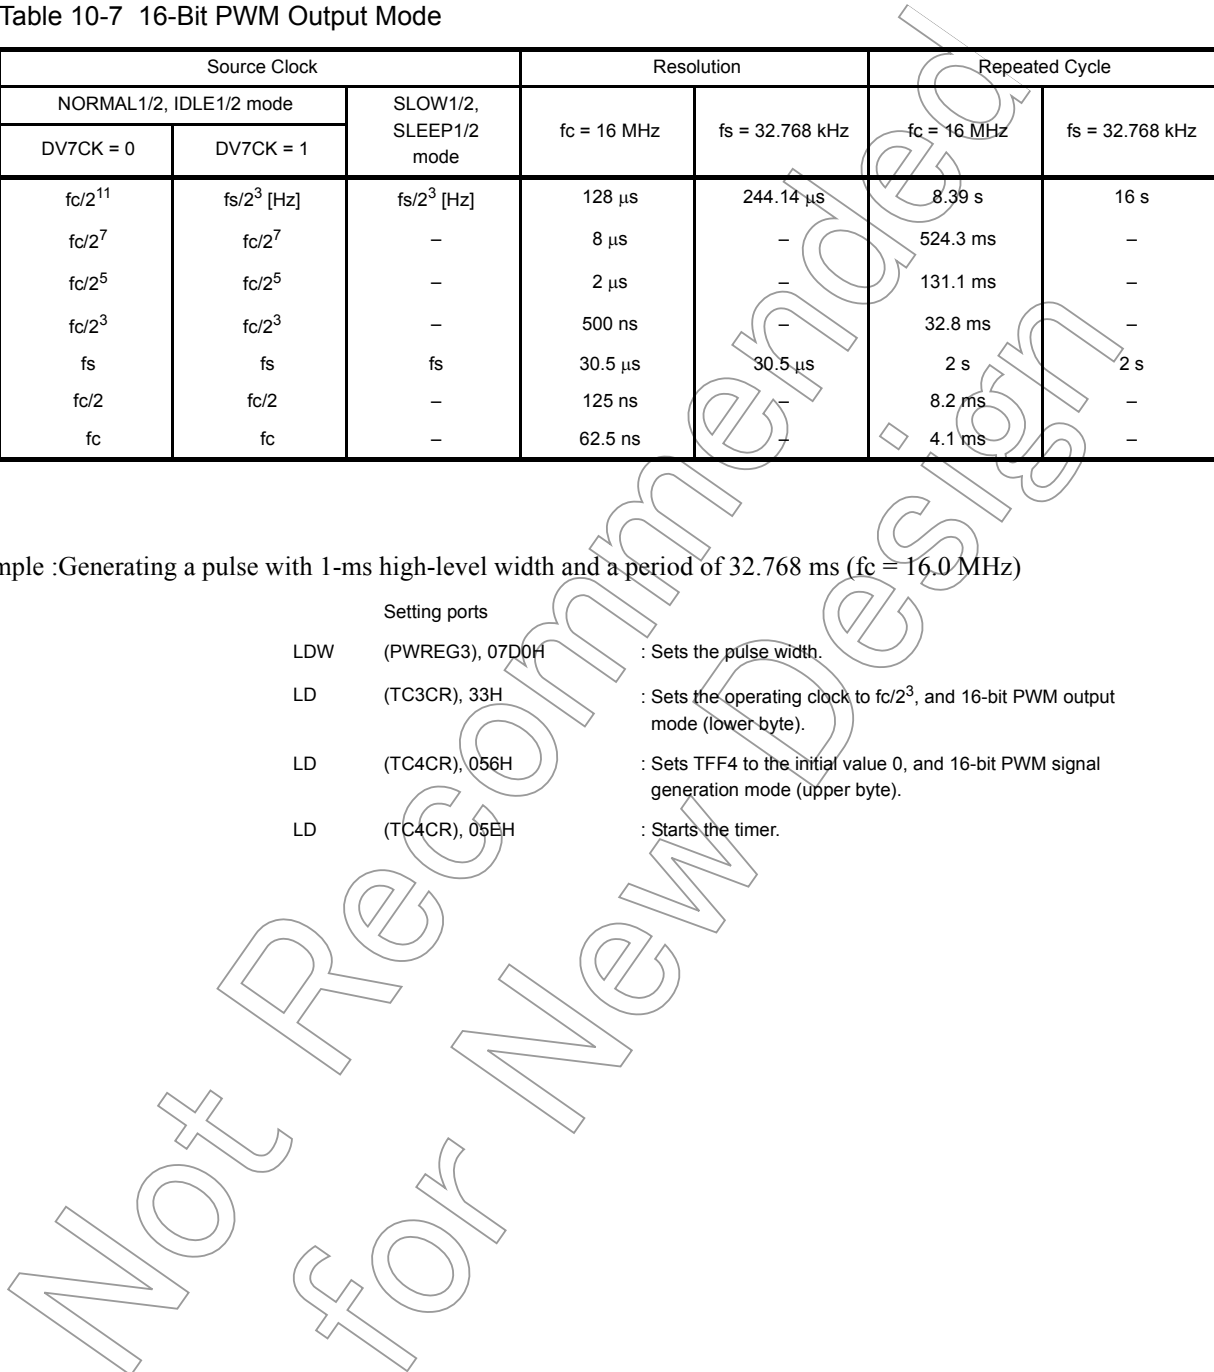 Table 10-7 16-Bit PWM Output Mode
Source Clock Resolution Repeated Cycle
NORMAL1/2, IDLE1/2 mode SLOW1/2, SLEEP1/2 mode fc = 16 MHz fs = 32.768 kHz fc = 16 MHz fs = 32.768 kHz
DV7CK = 0 DV7CK = 1
fc/2^11 fs/2^3 [Hz] fs/2^3 [Hz] 128 μs 244.14 μs 8.39 s 16 s
fc/2^7 fc/2^7 – 8 μs – 524.3 ms –
fc/2^5 fc/2^5 – 2 μs – 131.1 ms –
fc/2^3 fc/2^3 – 500 ns – 32.8 ms –
fs fs fs 30.5 μs 30.5 μs 2 s 2 s
fc/2 fc/2 – 125 ns – 8.2 ms –
fc fc – 62.5 ns – 4.1 ms –
mple :Generating a pulse with 1-ms high-level width and a period of 32.768 ms (fc = 16.0 MHz)
Setting ports
LDW (PWREG3), 07D0H : Sets the pulse width.
LD (TC3CR), 33H : Sets the operating clock to fc/2^3, and 16-bit PWM output
mode (lower byte).
LD (TC4CR), 056H : Sets TFF4 to the initial value 0, and 16-bit PWM signal
generation mode (upper byte).
LD (TC4CR), 05EH : Starts the timer.
Not Recommended
for New Design